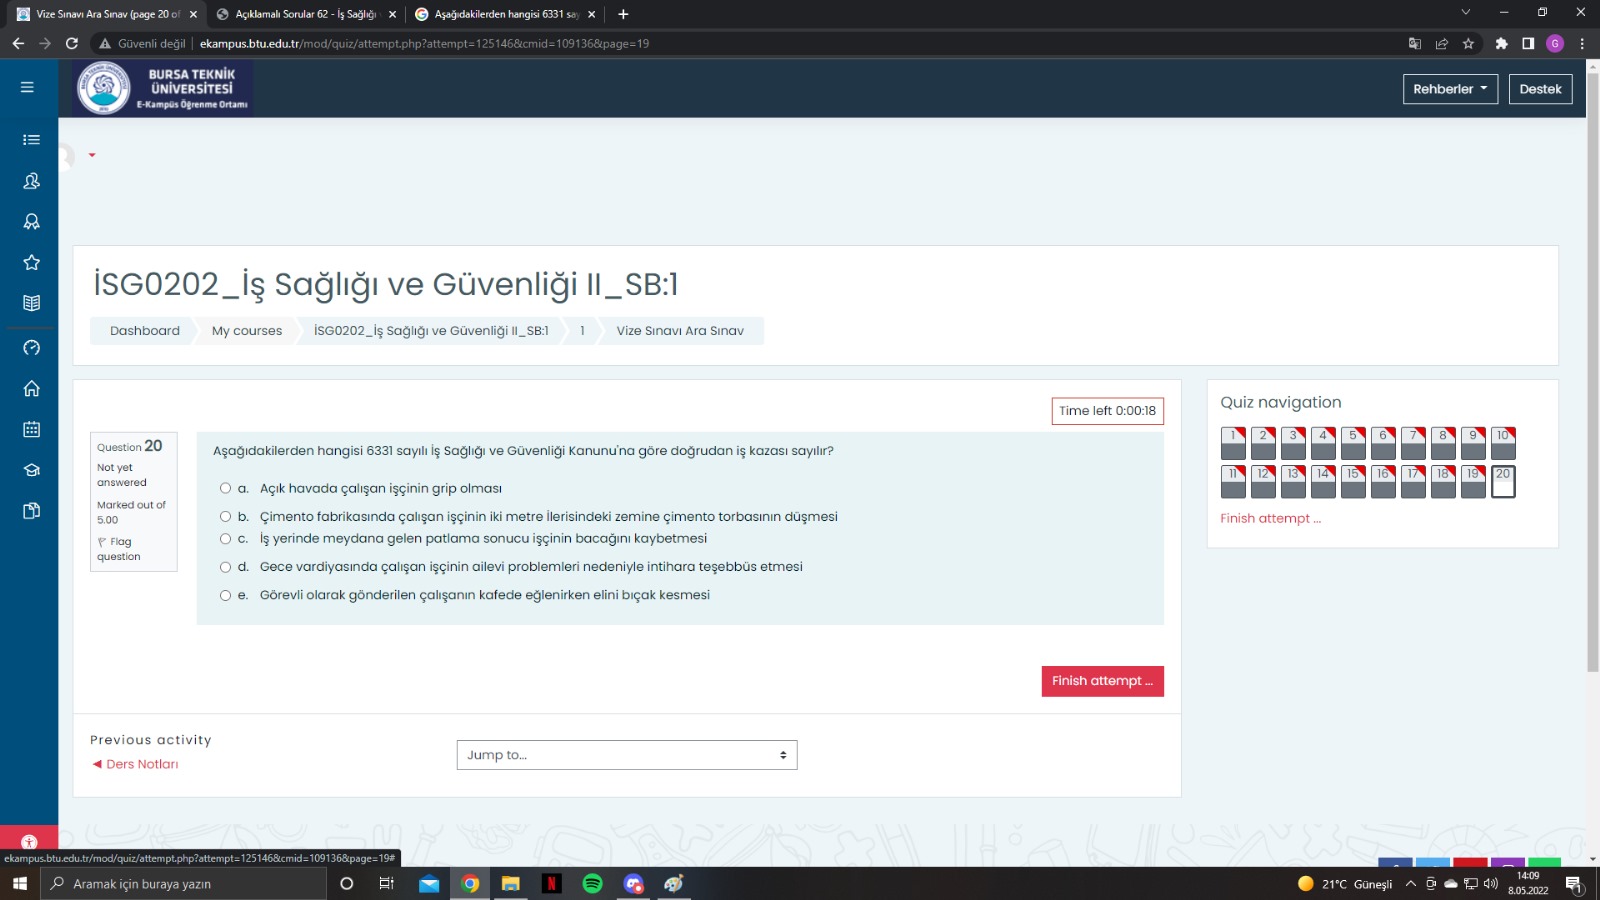 Vize Sınavı Ara Sınav (page 20 of
Açıklamalı Sorular 62 - İş Sağlığı
Aşağıdakilerden hangisi 6331 say
Güvenli değil
ekampus.btu.edu.tr/mod/quiz/attempt.php?attempt=125146&cmid=109136&page=19
G
BURSA TEKNİK
ÜNİVERSİTESİ
E-Kampüs Öğrenme Ortamı
Rehberler
Destek
İSG0202_İş Sağlığı ve Güvenliği II_SB:1
Dashboard
My courses
İSG0202_İş Sağlığı ve Güvenliği II_SB:1
1
Vize Sınavı Ara Sınav
Time left 0:00:18
Question 20
Not yet
answered
Marked out of
5.00
Flag
question
Aşağıdakilerden hangisi 6331 sayılı İş Sağlığı ve Güvenliği Kanunu'na göre doğrudan iş kazası sayılır?
a. Açık havada çalışan işçinin grip olması
b. Çimento fabrikasında çalışan işçinin iki metre İlerisindeki zemine çimento torbasının düşmesi
c. İş yerinde meydana gelen patlama sonucu işçinin bacağını kaybetmesi
d. Gece vardiyasında çalışan işçinin ailevi problemleri nedeniyle intihara teşebbüs etmesi
e. Görevli olarak gönderilen çalışanın kafede eğlenirken elini bıçak kesmesi
Finish attempt ...
Quiz navigation
1 2 3 4 5 6 7 8 9 10
11 12 13 14 15 16 17 18 19 20
Finish attempt ...
Previous activity
◄ Ders Notları
Jump to...
ekampus.btu.edu.tr/mod/quiz/attempt.php?attempt=125146&cmid=109136&page=19#
Aramak için buraya yazın
N
21°C Güneşli
14:09
8.05.2022
1